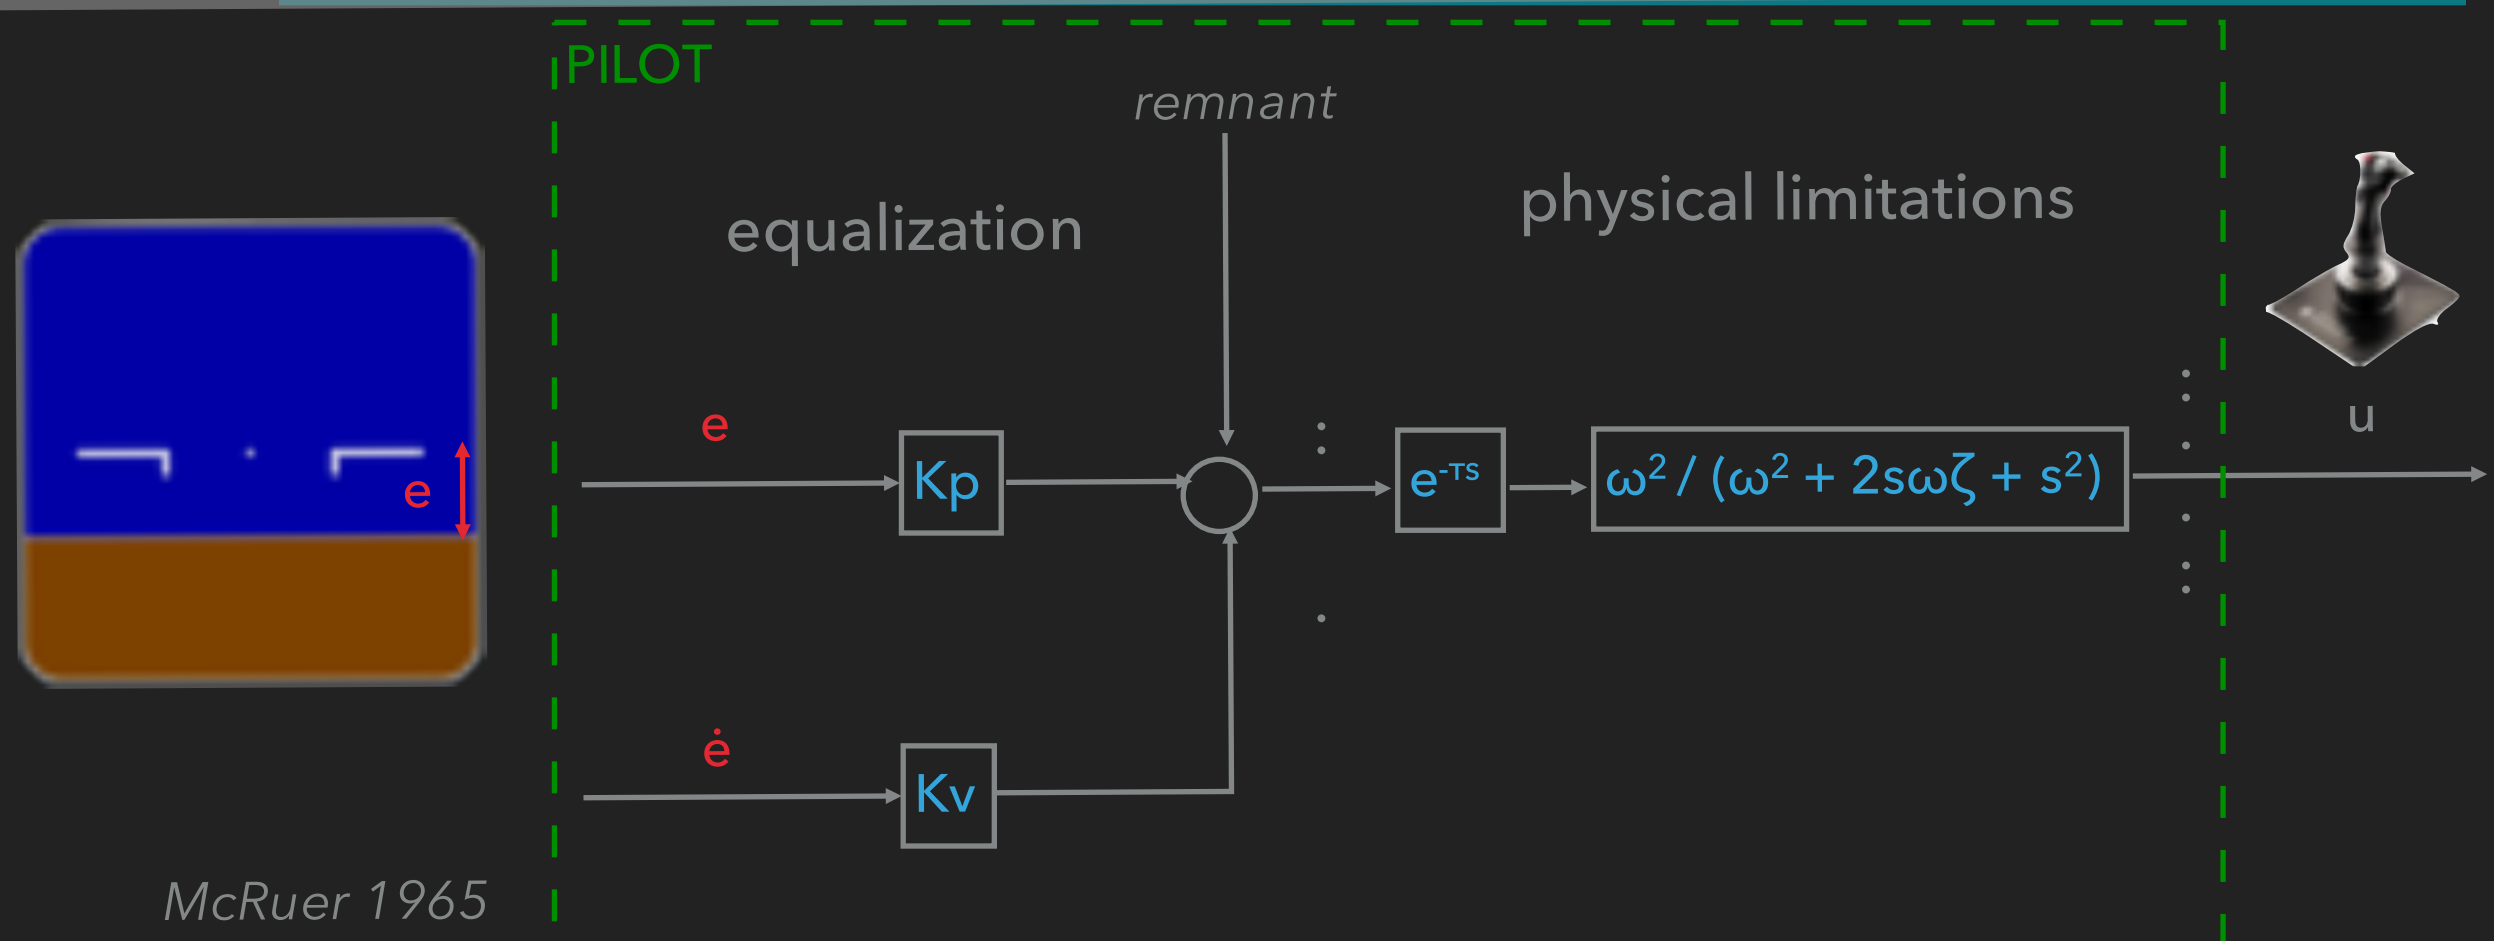 PILOT
remnant
equalization
physical limitations
e
u
e
Kp
e⁻ᵀˢ
ω² /(ω² + 2sωζ + s²)
ė
Kv
McRuer 1965